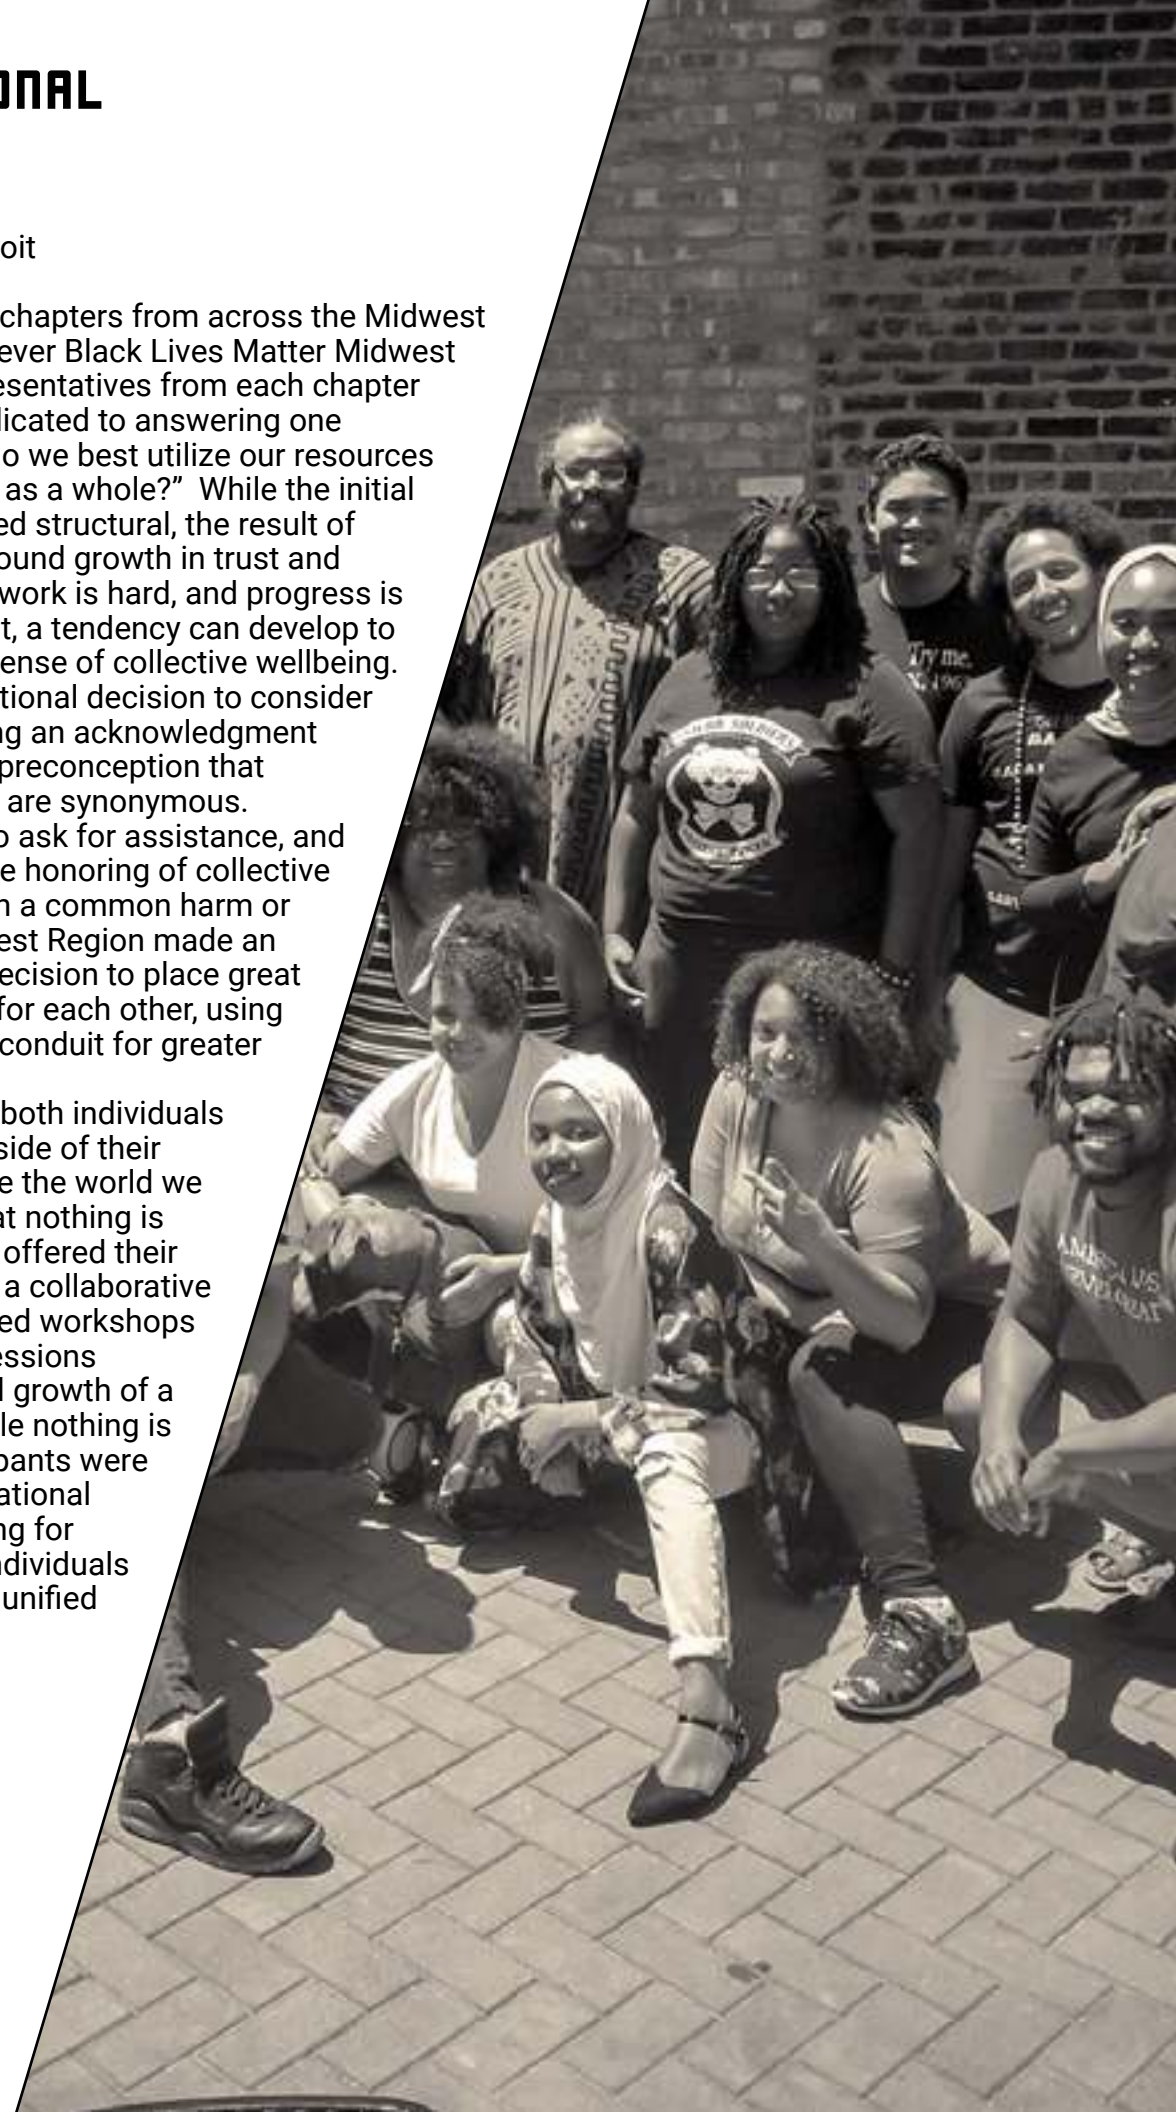 ONAL
oit
chapters from across the Midwest
ever Black Lives Matter Midwest
esentatives from each chapter
licated to answering one
o we best utilize our resources
as a whole?” While the initial
ed structural, the result of
ound growth in trust and
work is hard, and progress is
t, a tendency can develop to
ense of collective wellbeing.
tional decision to consider
ng an acknowledgment
preconception that
are synonymous.
o ask for assistance, and
e honoring of collective
n a common harm or
est Region made an
ecision to place great
for each other, using
conduit for greater
both individuals
side of their
e the world we
at nothing is
offered their
a collaborative
ed workshops
essions
l growth of a
le nothing is
pants were
ational
ng for
ndividuals
unified
Try me.